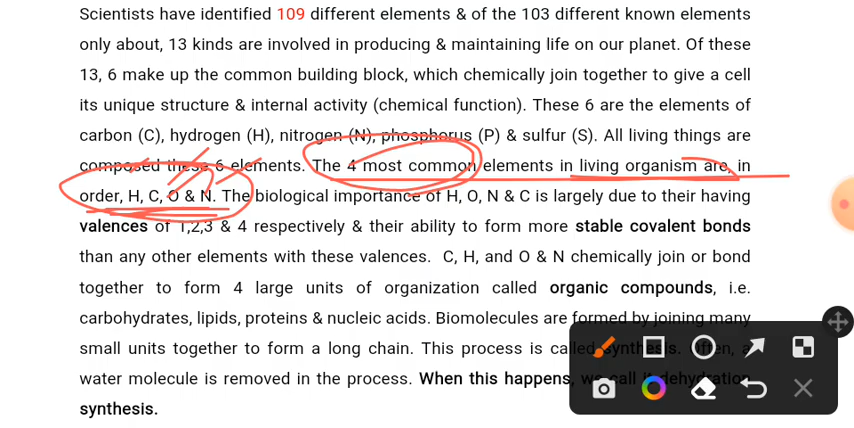 Scientists have identified 109 different elements & of the 103 different known elements
only about, 13 kinds are involved in producing & maintaining life on our planet. Of these
13, 6 make up the common building block, which chemically join together to give a cell
its unique structure & internal activity (chemical function). These 6 are the elements of
carbon (C), hydrogen (H), nitrogen (N), phosphorus (P) & sulfur (S). All living things are
composed these 6 elements. The 4 most common elements in living organism are, in
order, H, C, O & N. The biological importance of H, O, N & C is largely due to their having
valences of 1,2,3 & 4 respectively & their ability to form more stable covalent bonds
than any other elements with these valences. C, H, and O & N chemically join or bond
together to form 4 large units of organization called organic compounds, i.e.
carbohydrates, lipids, proteins & nucleic acids. Biomolecules are formed by joining many
small units together to form a long chain. This process is called synthesis. Often, a
water molecule is removed in the process. When this happens, we call it dehydration
synthesis.